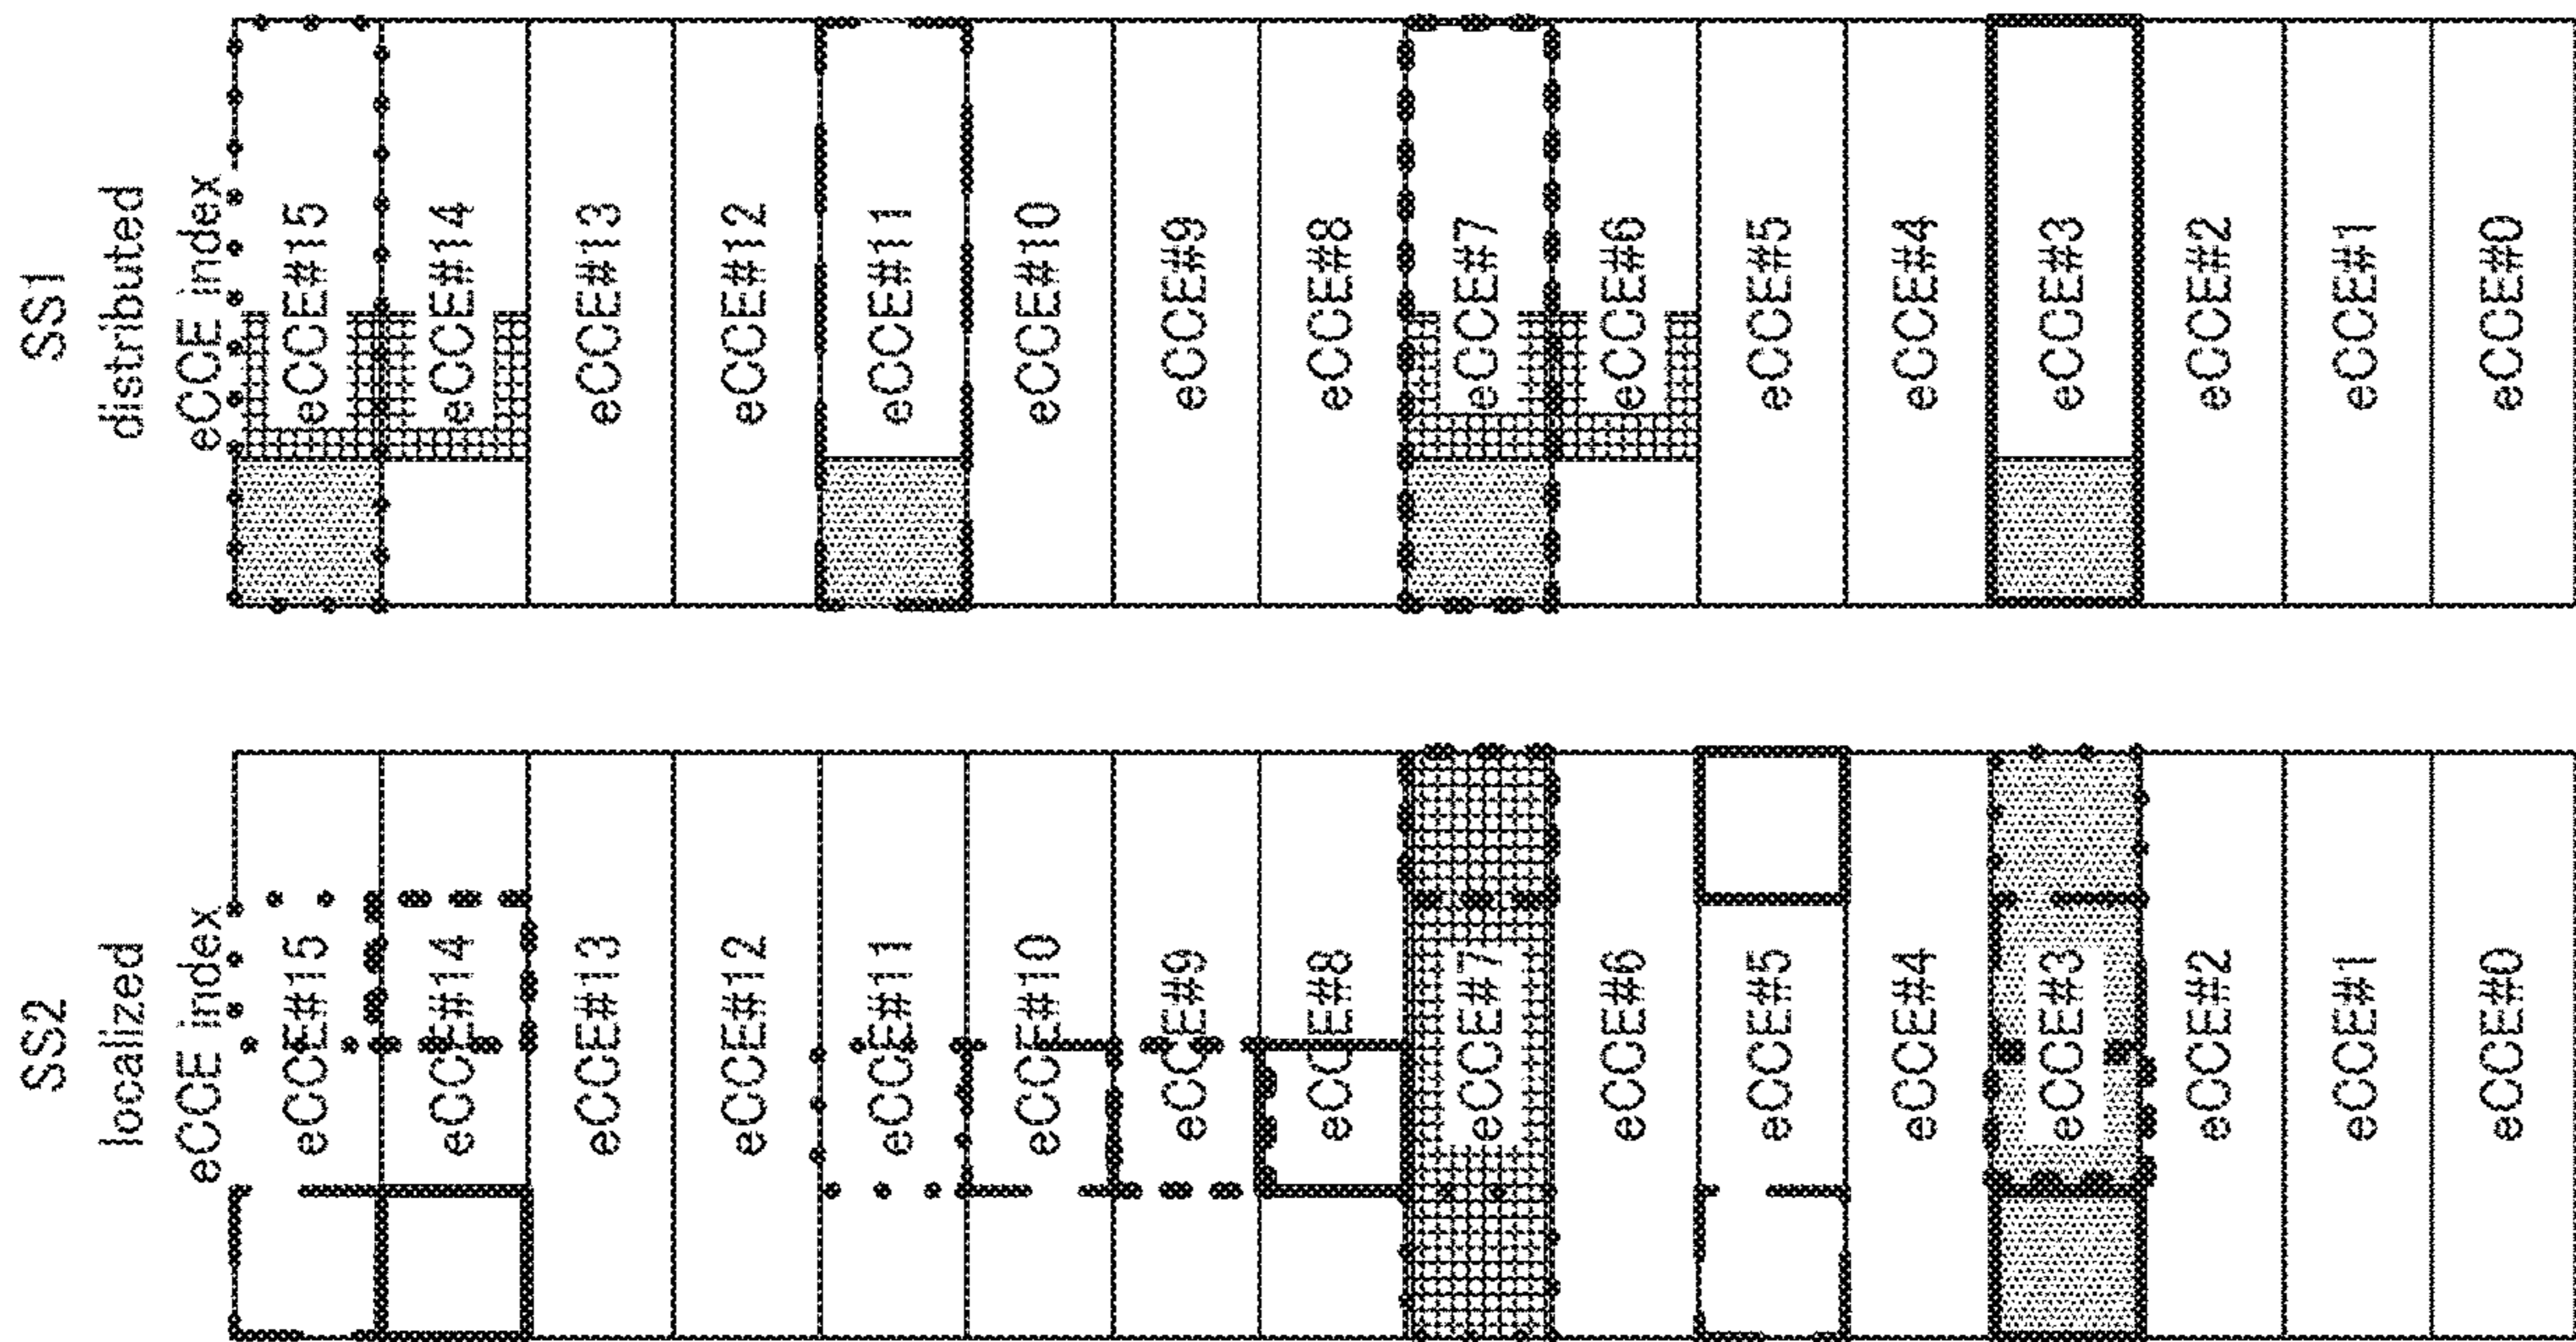 SS1
distributed
eCCE index
eCCE#15
eCCE#14
eCCE#13
eCCE#12
eCCE#11
eCCE#10
eCCE#9
eCCE#8
eCCE#7
eCCE#6
eCCE#5
eCCE#4
eCCE#3
eCCE#2
eCCE#1
eCCE#0
SS2
localized
eCCE index
eCCE#15
eCCE#14
eCCE#13
eCCE#12
eCCE#11
eCCE#10
eCCE#9
eCCE#8
eCCE#7
eCCE#6
eCCE#5
eCCE#4
eCCE#3
eCCE#2
eCCE#1
eCCE#0